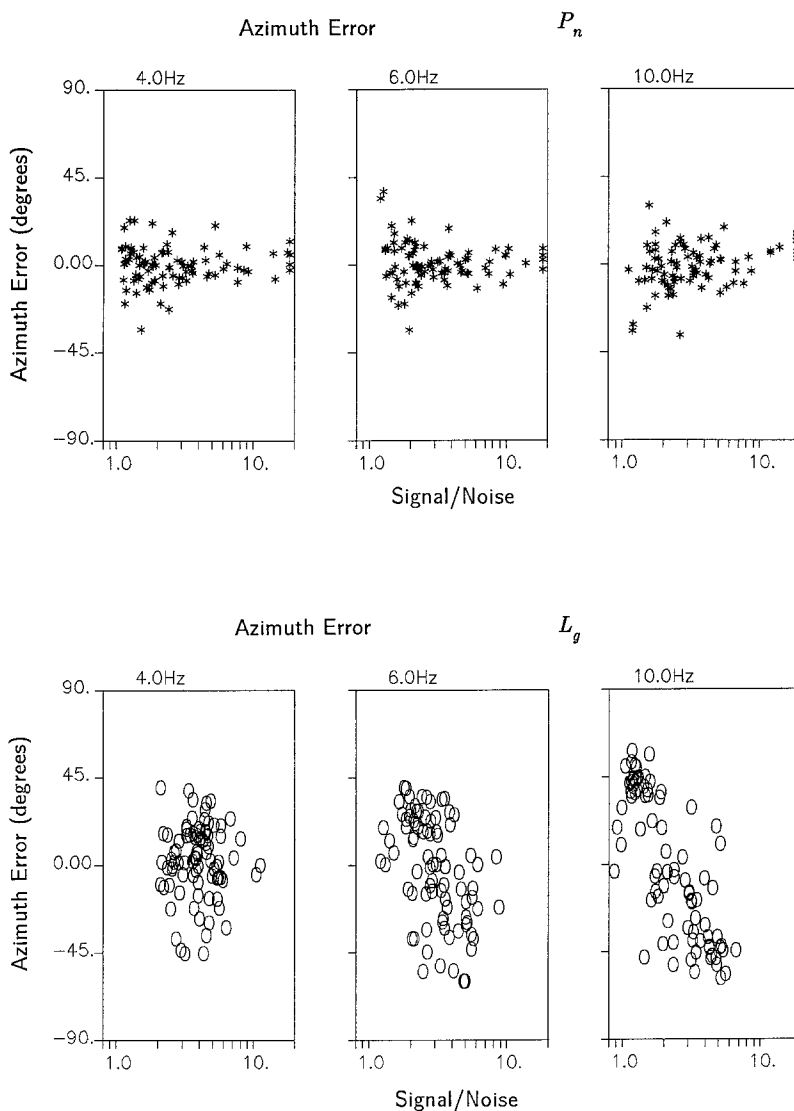 Azimuth Error Pn
4.0Hz 6.0Hz 10.0Hz
90.
45.
0.00
−45.
−90.
Azimuth Error (degrees)
1.0 10. 1.0 10. 1.0 10.
Signal/Noise
Azimuth Error Lg
4.0Hz 6.0Hz 10.0Hz
90.
45.
0.00
−45.
−90.
Azimuth Error (degrees)
1.0 10. 1.0 10. 1.0 10.
Signal/Noise